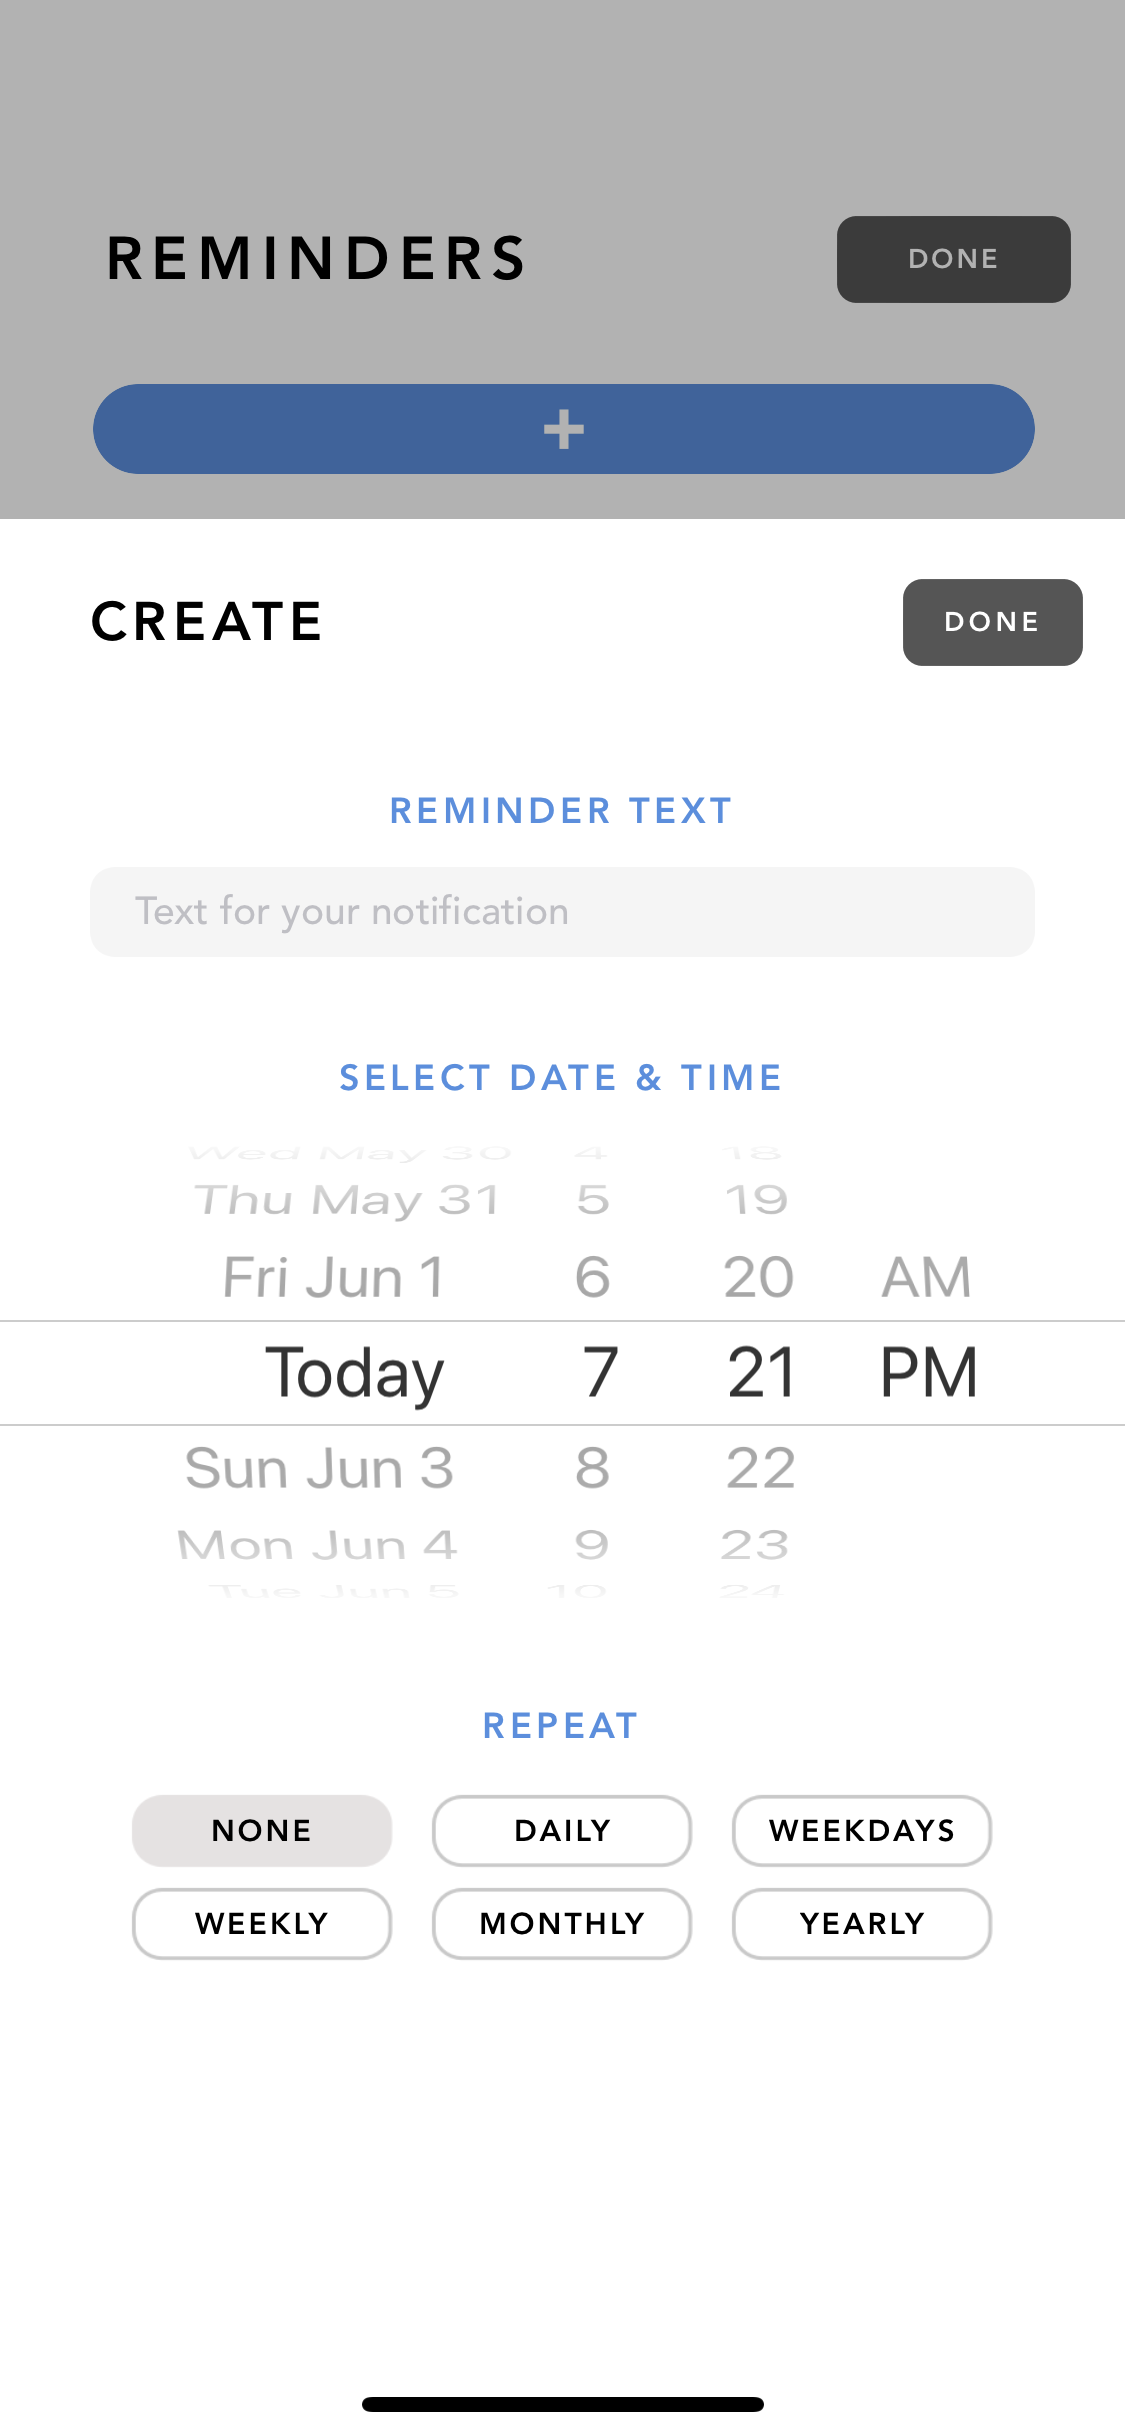 REMINDERS DONE
+
CREATE DONE
REMINDER TEXT
Text for your notification
SELECT DATE & TIME
Wed May 30 4 18
Thu May 31 5 19
Fri Jun 1 6 20 AM
Today 7 21 PM
Sun Jun 3 8 22
Mon Jun 4 9 23
Tue Jun 5 10 24
REPEAT
NONE DAILY WEEKDAYS
WEEKLY MONTHLY YEARLY